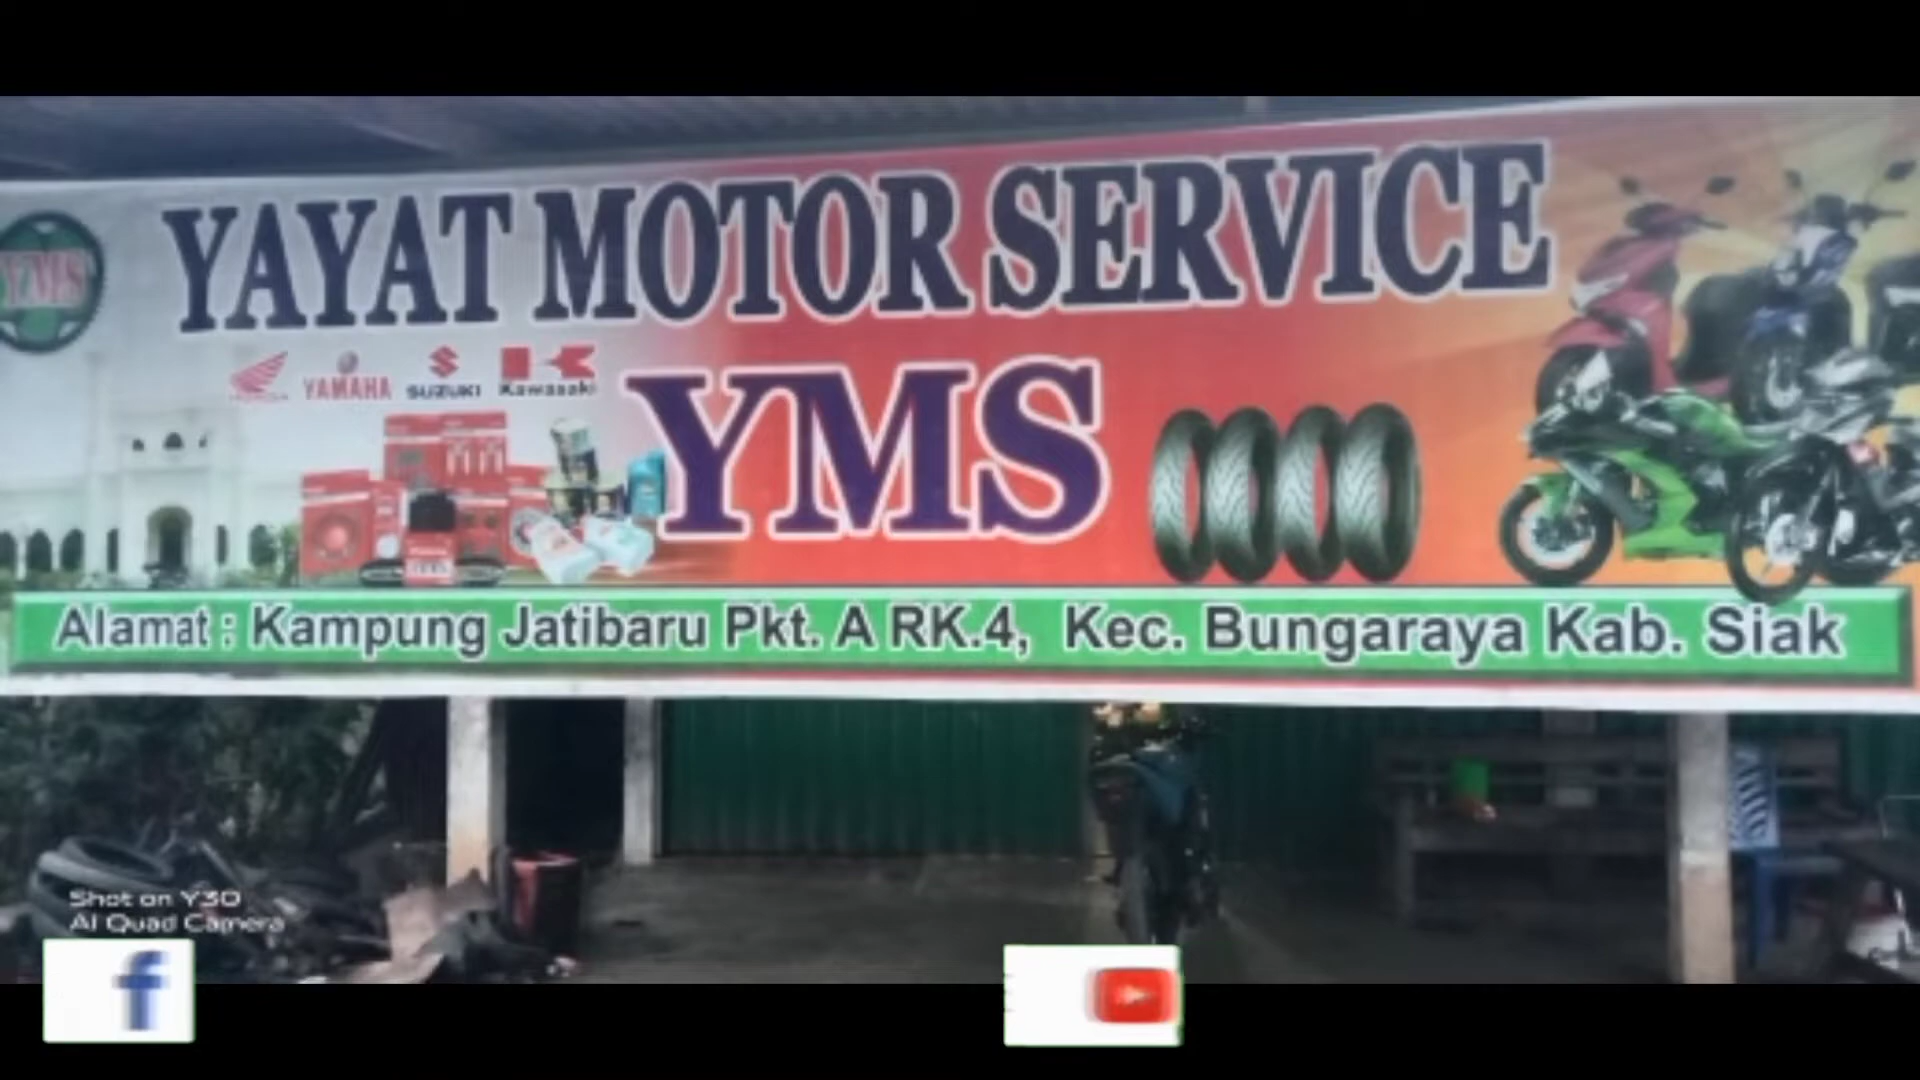 YAYAT MOTOR SERVICE
YMS
YAMAHA
SUZUKI
Kawasaki
YMS
Alamat : Kampung Jatibaru Pkt. A RK.4, Kec. Bungaraya Kab. Siak
Shot on Y30
AI Quad Camera